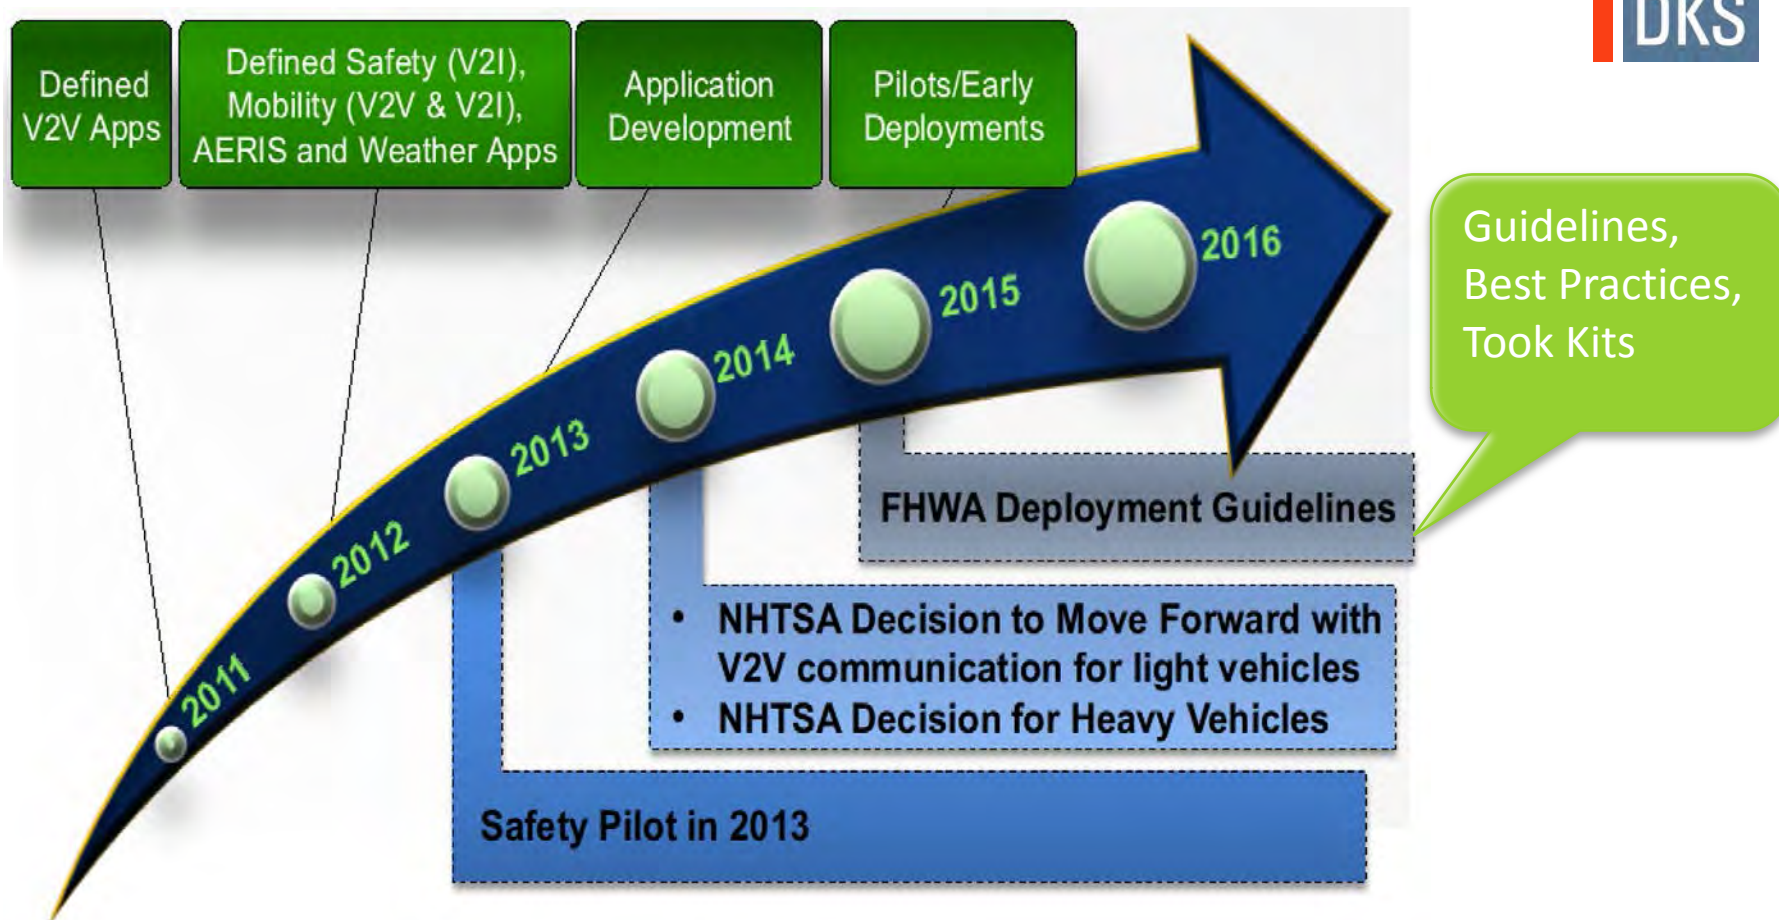 DKS
Defined
V2V Apps
Defined Safety (V2I),
Mobility (V2V & V2I),
AERIS and Weather Apps
Application
Development
Pilots/Early
Deployments
Guidelines,
Best Practices,
Took Kits
2016
2015
2014
2013
2012
2011
FHWA Deployment Guidelines
• NHTSA Decision to Move Forward with
V2V communication for light vehicles
• NHTSA Decision for Heavy Vehicles
Safety Pilot in 2013